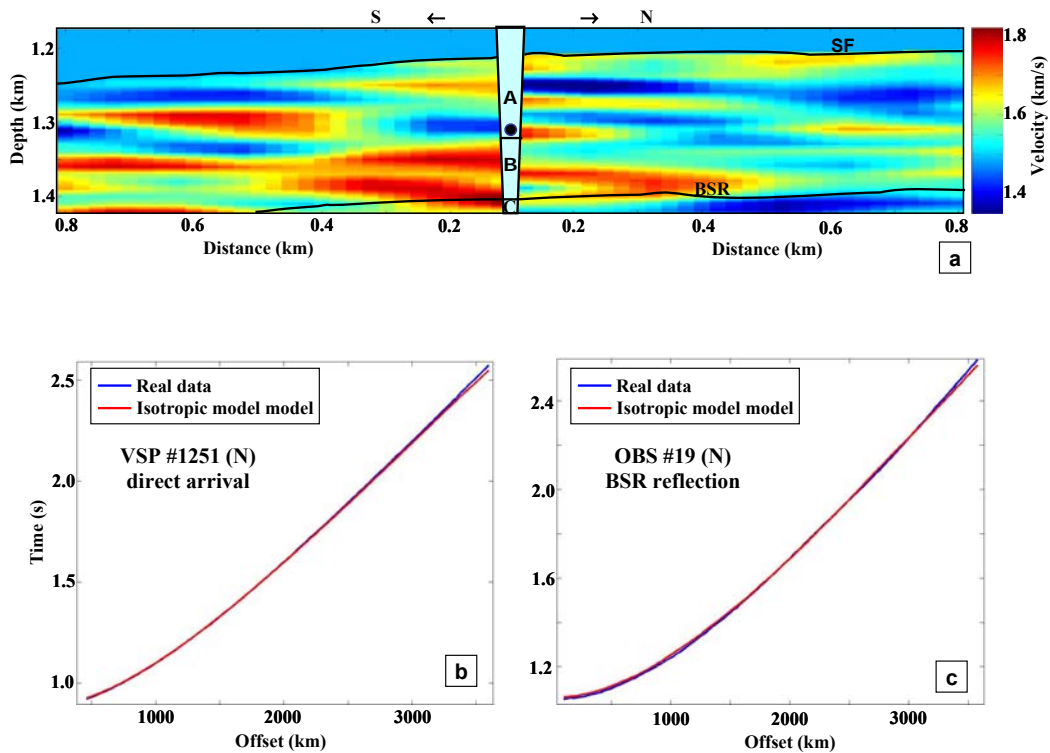 S ← → N
1.2
1.3
1.4
Depth (km)
SF
A
B
C
BSR
0.8 0.6 0.4 0.2 0.2 0.4 0.6 0.8
Distance (km) Distance (km)
1.8
1.6
1.4
Velocity (km/s)
a
Real data
Isotropic model model
VSP #1251 (N)
direct arrival
2.5
2.0
1.5
1.0
Time (s)
1000 2000 3000
Offset (km)
b
Real data
Isotropic model model
OBS #19 (N)
BSR reflection
2.4
2.0
1.6
1.2
1000 2000 3000
Offset (km)
c